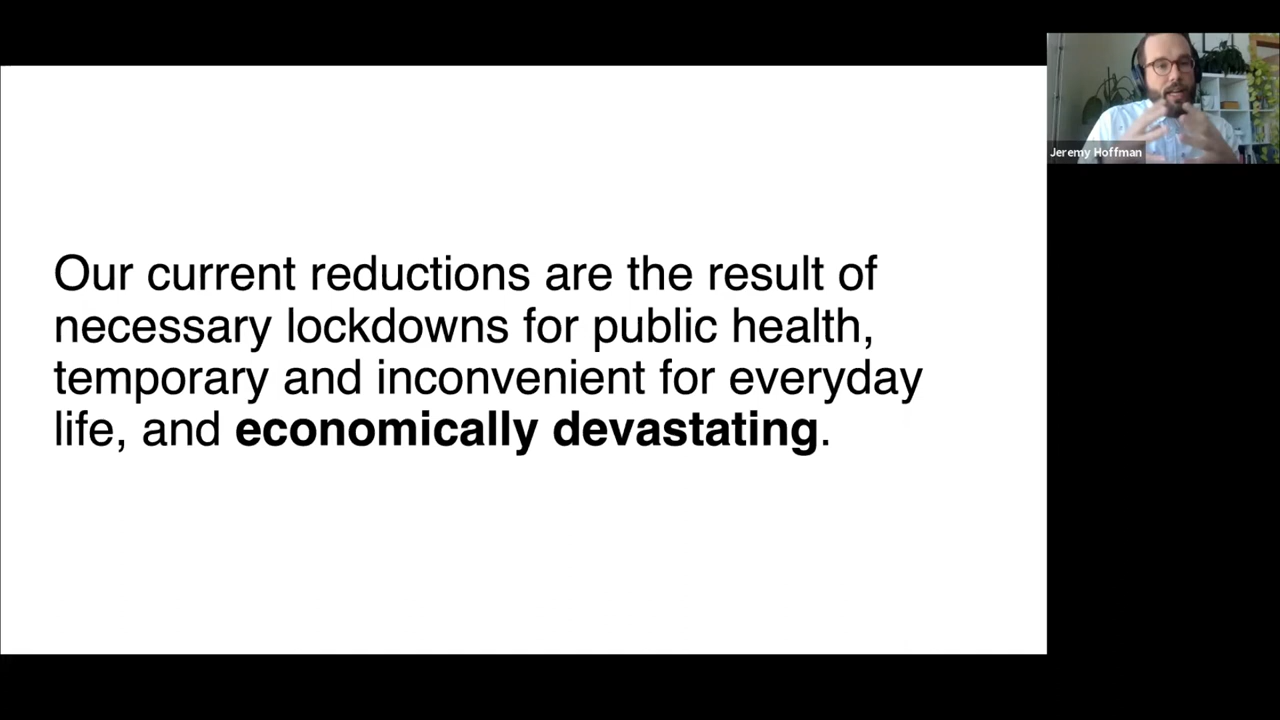 Jeremy Hoffman
Our current reductions are the result of
necessary lockdowns for public health,
temporary and inconvenient for everyday
life, and economically devastating.